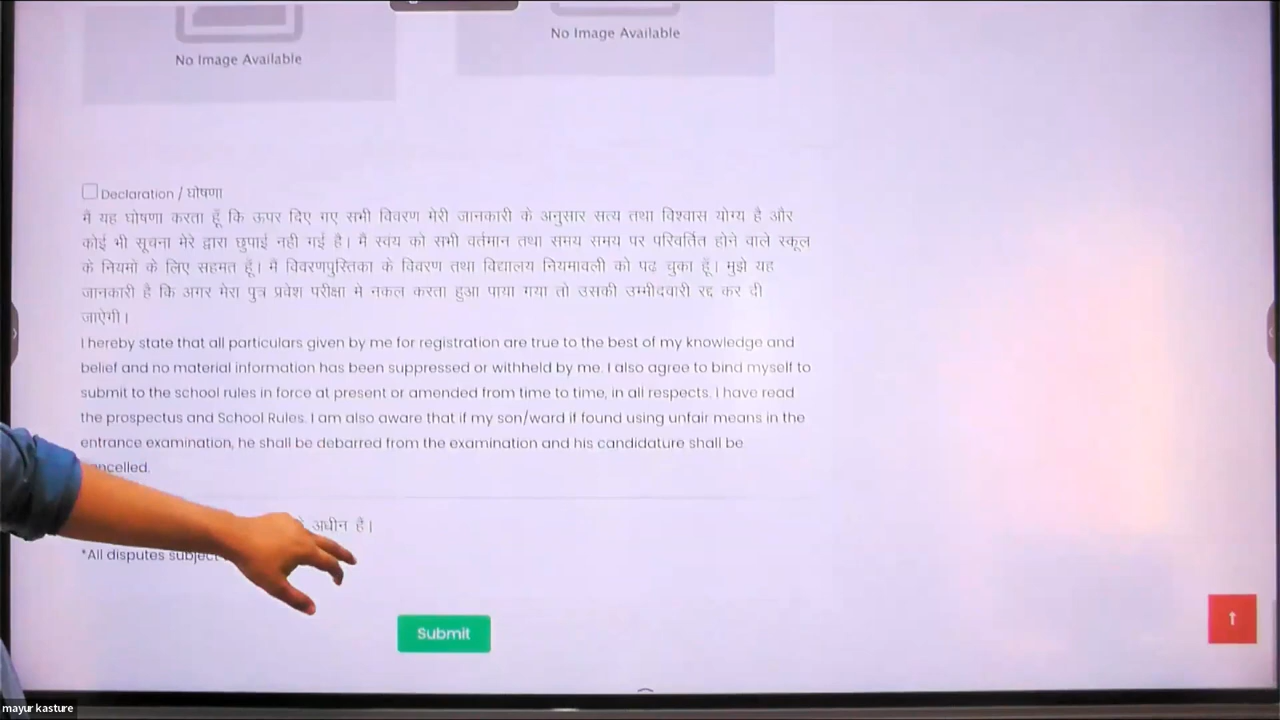 No Image Available
No Image Available
Declaration / घोषणा
मै यह घोषणा करता हूँ कि ऊपर दिए गए सभी विवरण मेरी जानकारी के अनुसार सत्य तथा विश्वास योग्य है और
कोई भी सूचना मेरे द्वारा छुपाई नही गई है। मै स्वय को सभी वर्तमान तथा समय समय पर परिवर्तित होने वाले स्कूल
के नियमो के लिए सहमत हूँ। मै विवरणपुस्तिका के विवरण तथा विद्यालय नियमावली को पढ चुका हूँ। मुझे यह
जानकारी है कि अगर मेरा पुत्र प्रवेश परीक्षा मे नकल करता हुआ पाया गया तो उसकी उम्मीदवारी रद्द कर दी
जाऐगी।
I hereby state that all particulars given by me for registration are true to the best of my knowledge and
belief and no material information has been suppressed or withheld by me. I also agree to bind myself to
submit to the school rules in force at present or amended from time to time, in all respects. I have read
the prospectus and School Rules. I am also aware that if my son/ward if found using unfair means in the
entrance examination, he shall be debarred from the examination and his candidature shall be
cancelled.
अधीन है।
*All disputes subject
Submit
mayur kasture